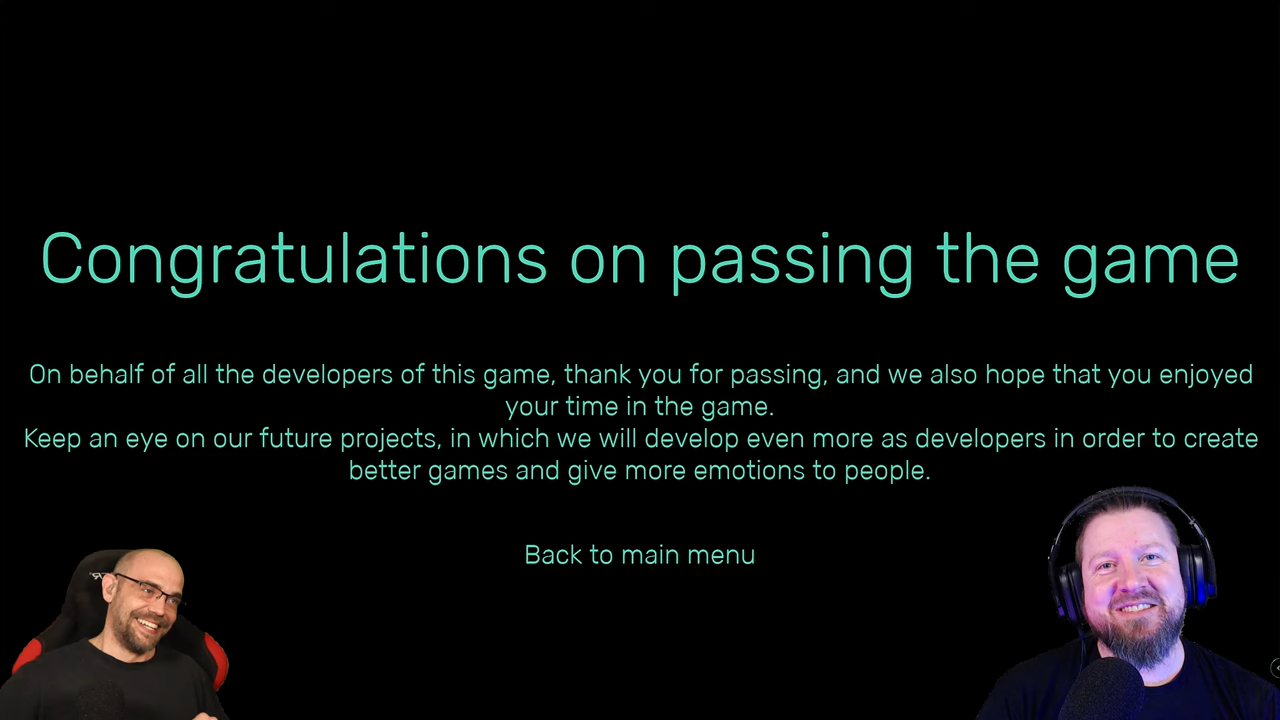 Congratulations on passing the game
On behalf of all the developers of this game, thank you for passing, and we also hope that you enjoyed
your time in the game.
Keep an eye on our future projects, in which we will develop even more as developers in order to create
better games and give more emotions to people.
Back to main menu